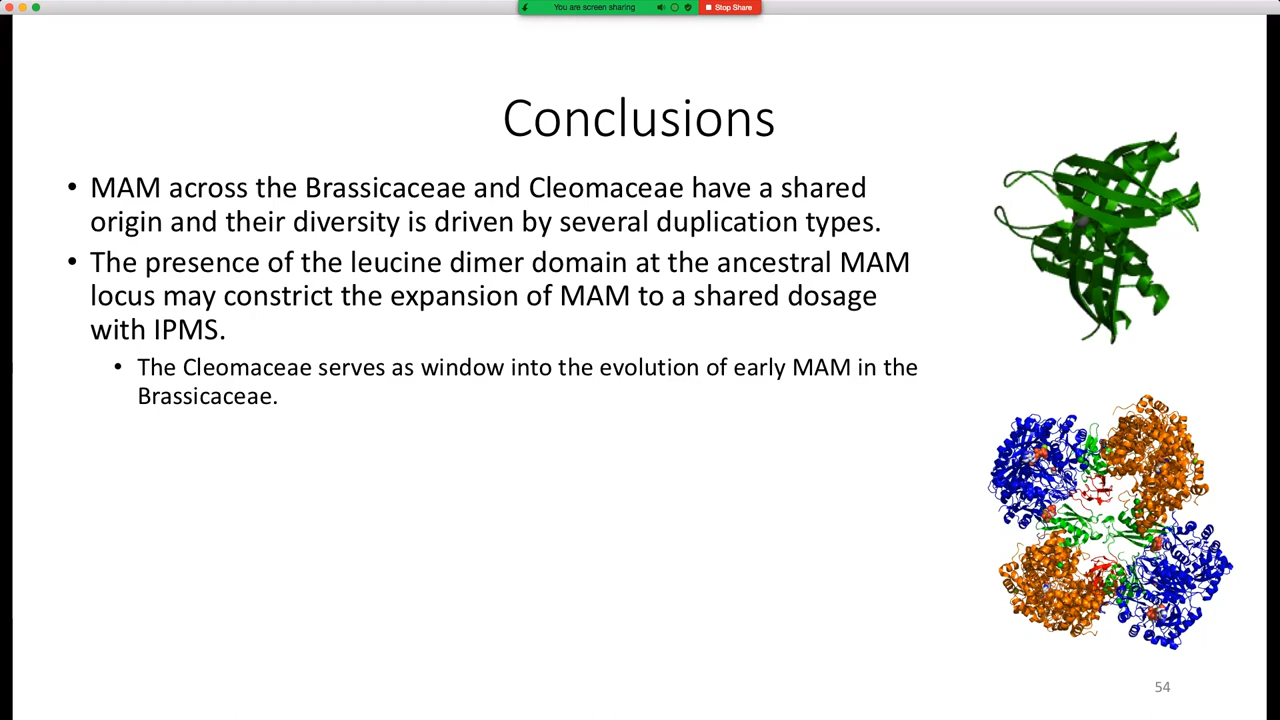 You are screen sharing
Stop Share
Conclusions
• MAM across the Brassicaceae and Cleomaceae have a shared
origin and their diversity is driven by several duplication types.
• The presence of the leucine dimer domain at the ancestral MAM
locus may constrict the expansion of MAM to a shared dosage
with IPMS.
• The Cleomaceae serves as window into the evolution of early MAM in the
Brassicaceae.
54